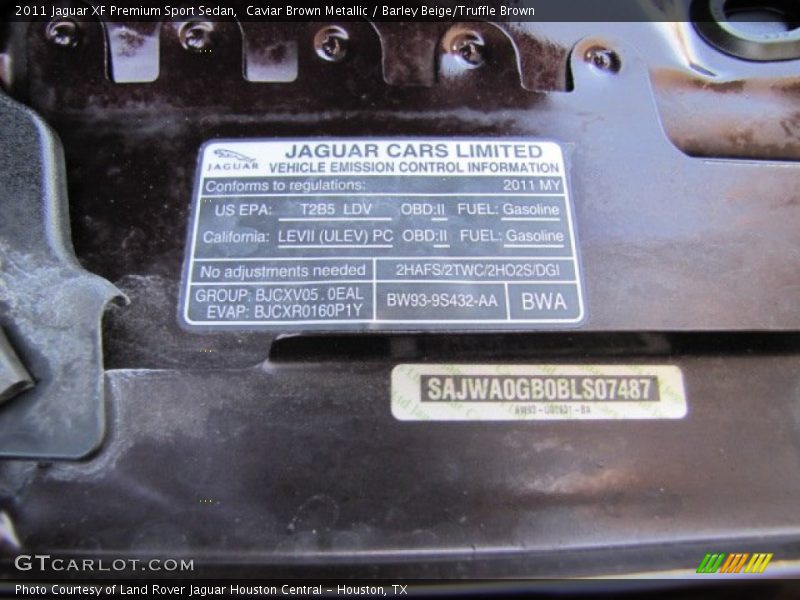 2011 Jaguar XF Premium Sport Sedan,  Caviar Brown Metallic / Barley Beige/Truffle Brown
JAGUAR
JAGUAR CARS LIMITED
VEHICLE EMISSION CONTROL INFORMATION
Conforms to regulations: 2011 MY
US EPA: T2B5 LDV OBD:II FUEL: Gasoline
California: LEVII (ULEV) PC OBD:II FUEL: Gasoline
No adjustments needed 2HAFS/2TWC/2HO2S/DGI
GROUP: BJCXV05.0EAL
EVAP: BJCXR0160P1Y
BW93-9S432-AA BWA
SAJWA0GB0BLS07487
GTCARLOT.COM
Photo Courtesy of Land Rover Jaguar Houston Central – Houston, TX